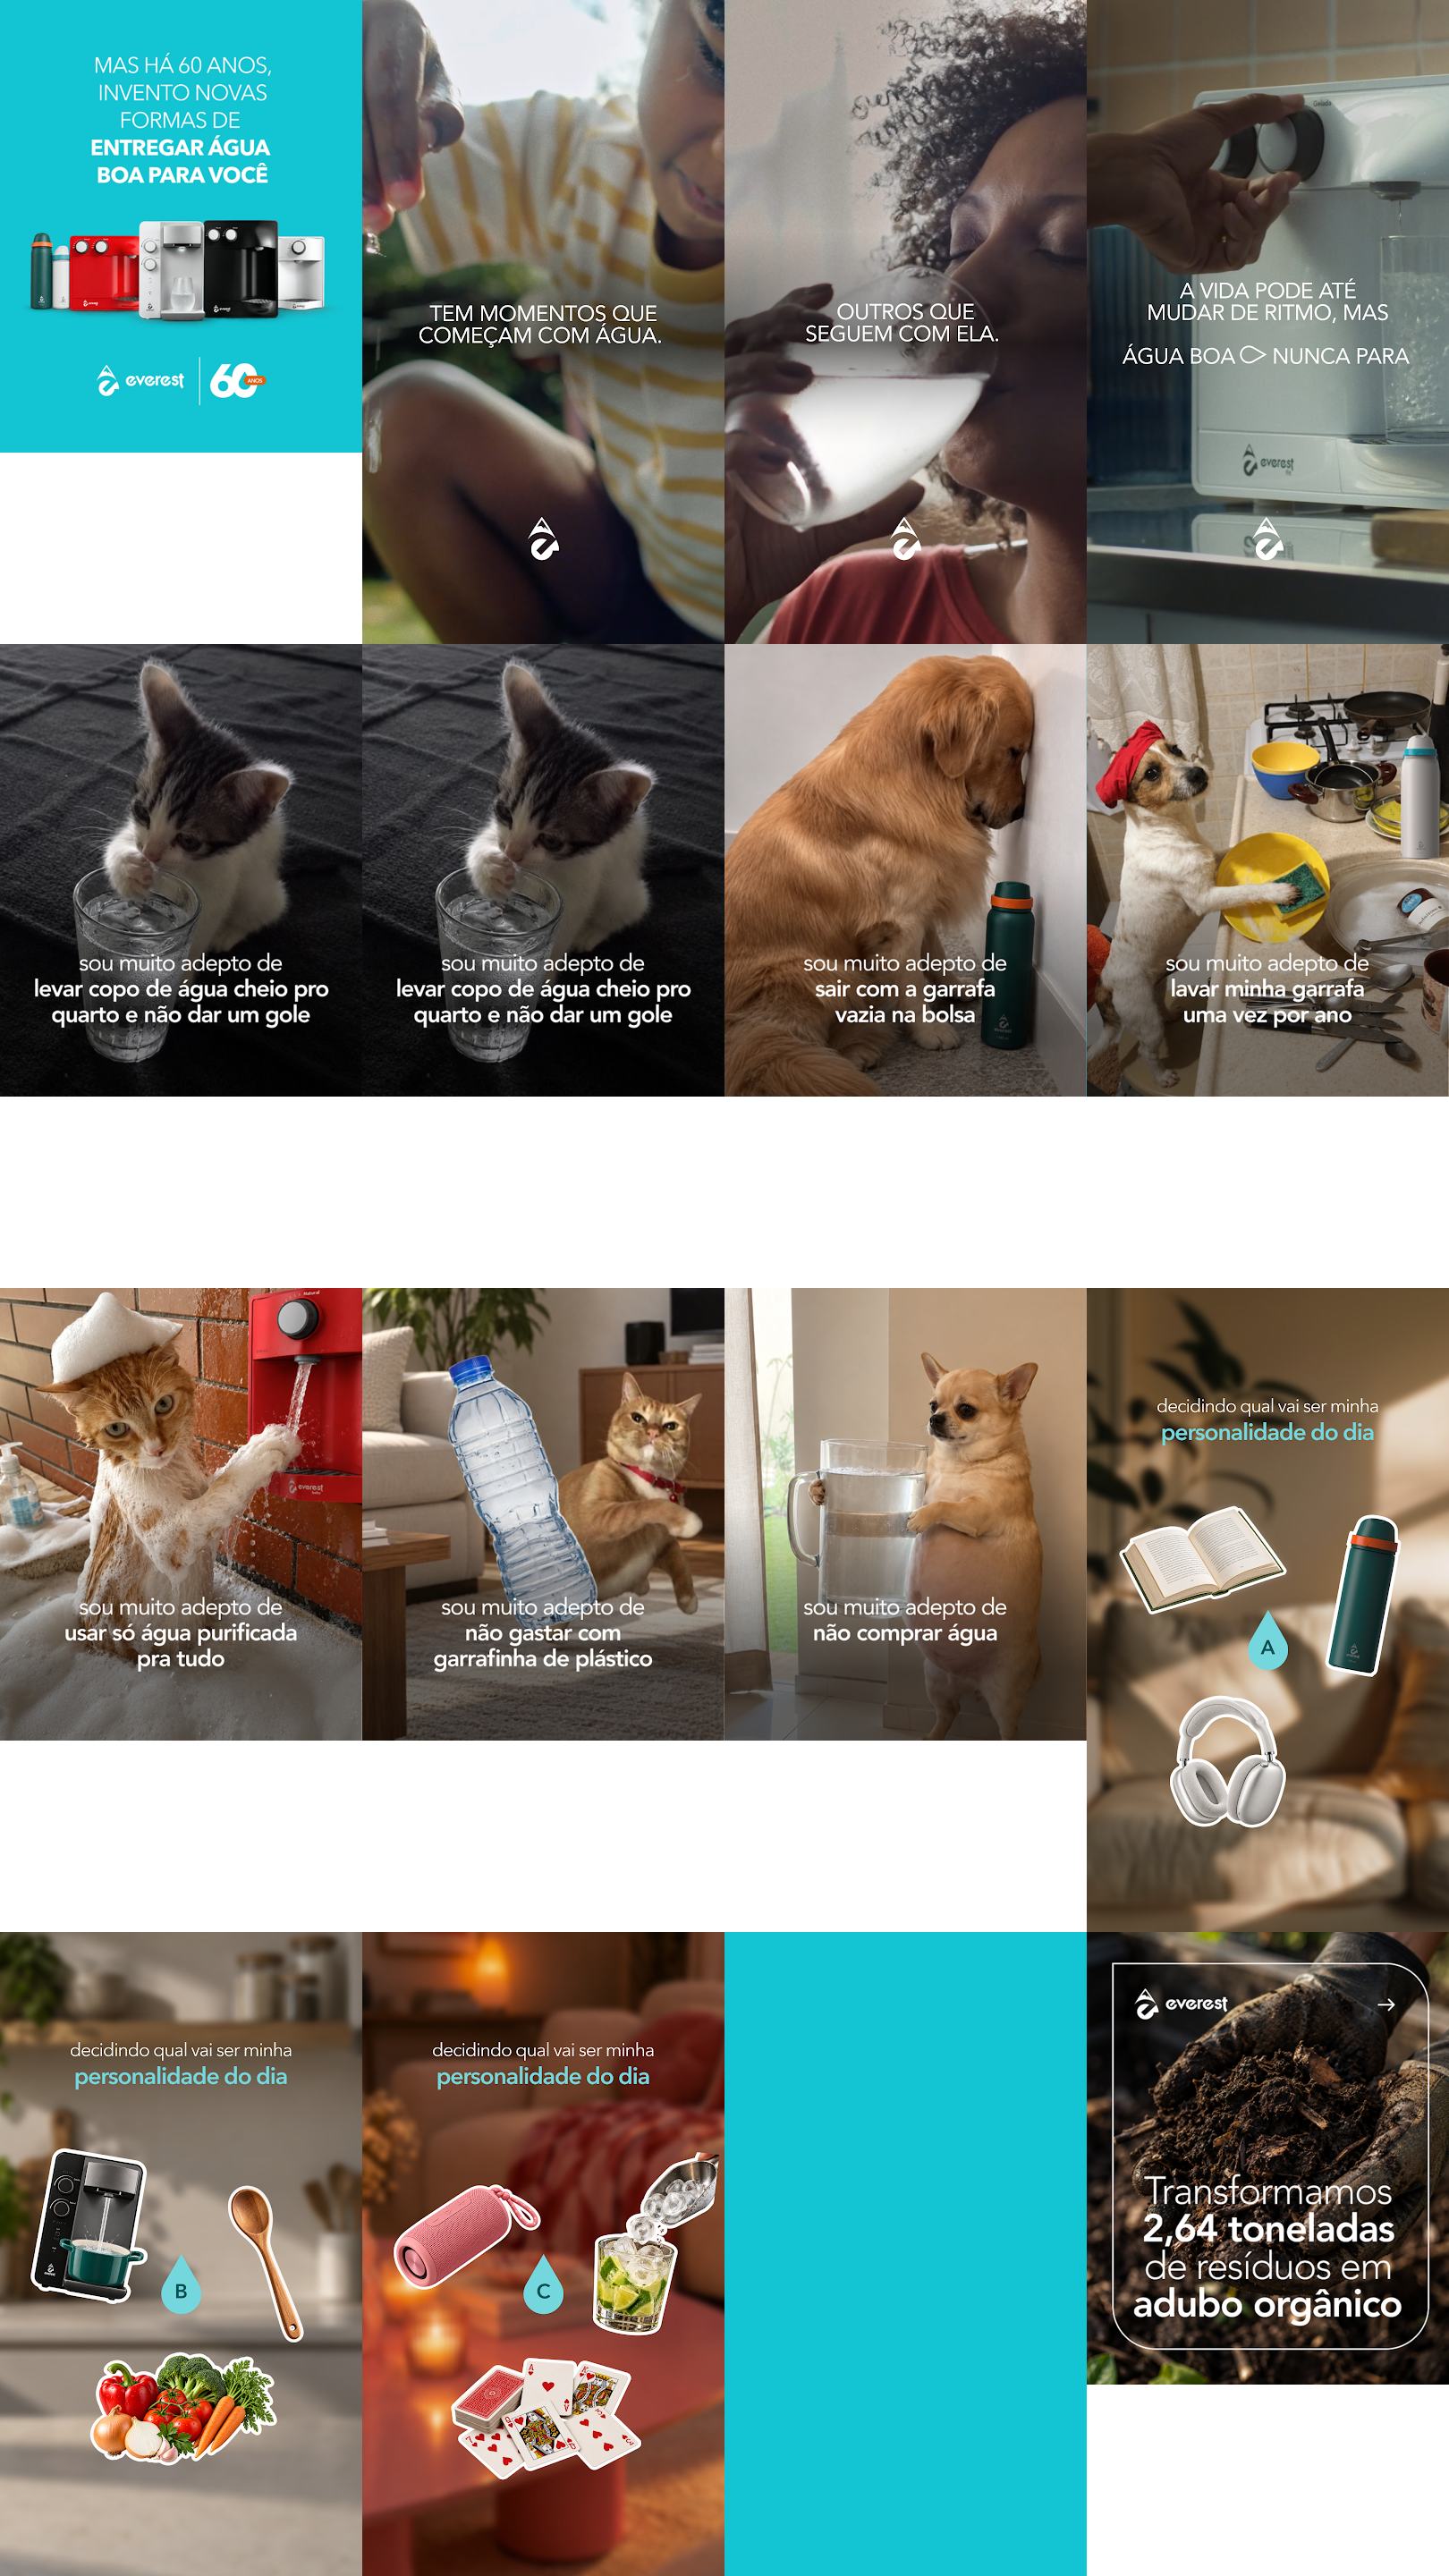 MAS HÁ 60 ANOS,
INVENTO NOVAS
FORMAS DE
ENTREGAR ÁGUA
BOA PARA VOCÊ
everest
60
ANOS
TEM MOMENTOS QUE
COMEÇAM COM ÁGUA.
OUTROS QUE
SEGUEM COM ELA.
Gelada
A VIDA PODE ATÉ
MUDAR DE RITMO, MAS
ÁGUA BOA NUNCA PARA
everest
sou muito adepto de
levar copo de água cheio pro
quarto e não dar um gole
sou muito adepto de
levar copo de água cheio pro
quarto e não dar um gole
sou muito adepto de
sair com a garrafa
vazia na bolsa
sou muito adepto de
lavar minha garrafa
uma vez por ano
Natural
everest
sou muito adepto de
usar só água purificada
pra tudo
sou muito adepto de
não gastar com
garrafinha de plástico
sou muito adepto de
não comprar água
decidindo qual vai ser minha
personalidade do dia
A
decidindo qual vai ser minha
personalidade do dia
B
decidindo qual vai ser minha
personalidade do dia
C
everest
Transformamos
2,64 toneladas
de resíduos em
adubo orgânico